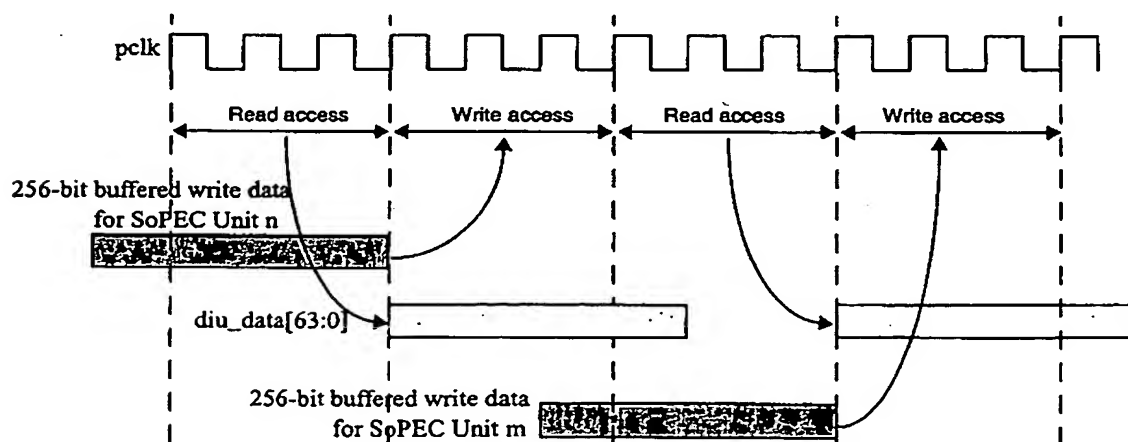 pclk
Read access Write access Read access Write access
256-bit buffered write data
for SoPEC Unit n
diu_data[63:0]
256-bit buffered write data
for SoPEC Unit m